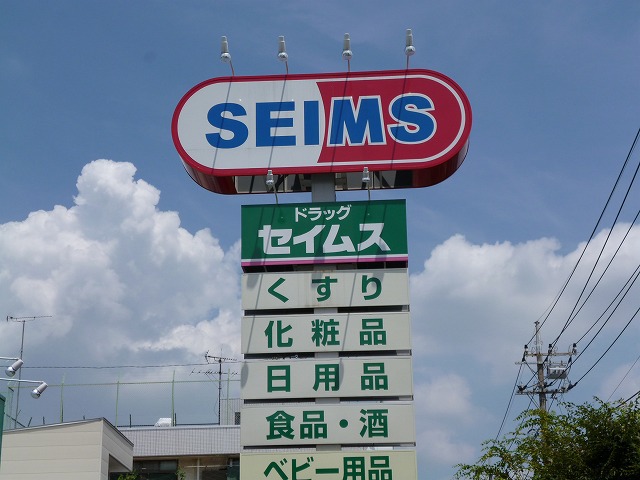 SEIMS
ドラッグ
セイムス
くすり
化粧品
日用品
食品・酒
ベビー用品